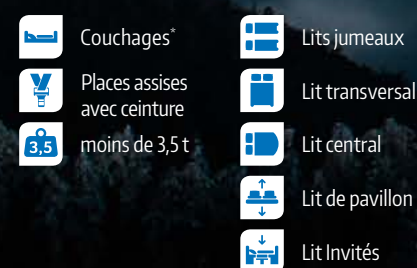 Couchages*
Places assises
avec ceinture
3,5
moins de 3,5 t
Lits jumeaux
Lit transversal
Lit central
Lit de pavillon
Lit Invités